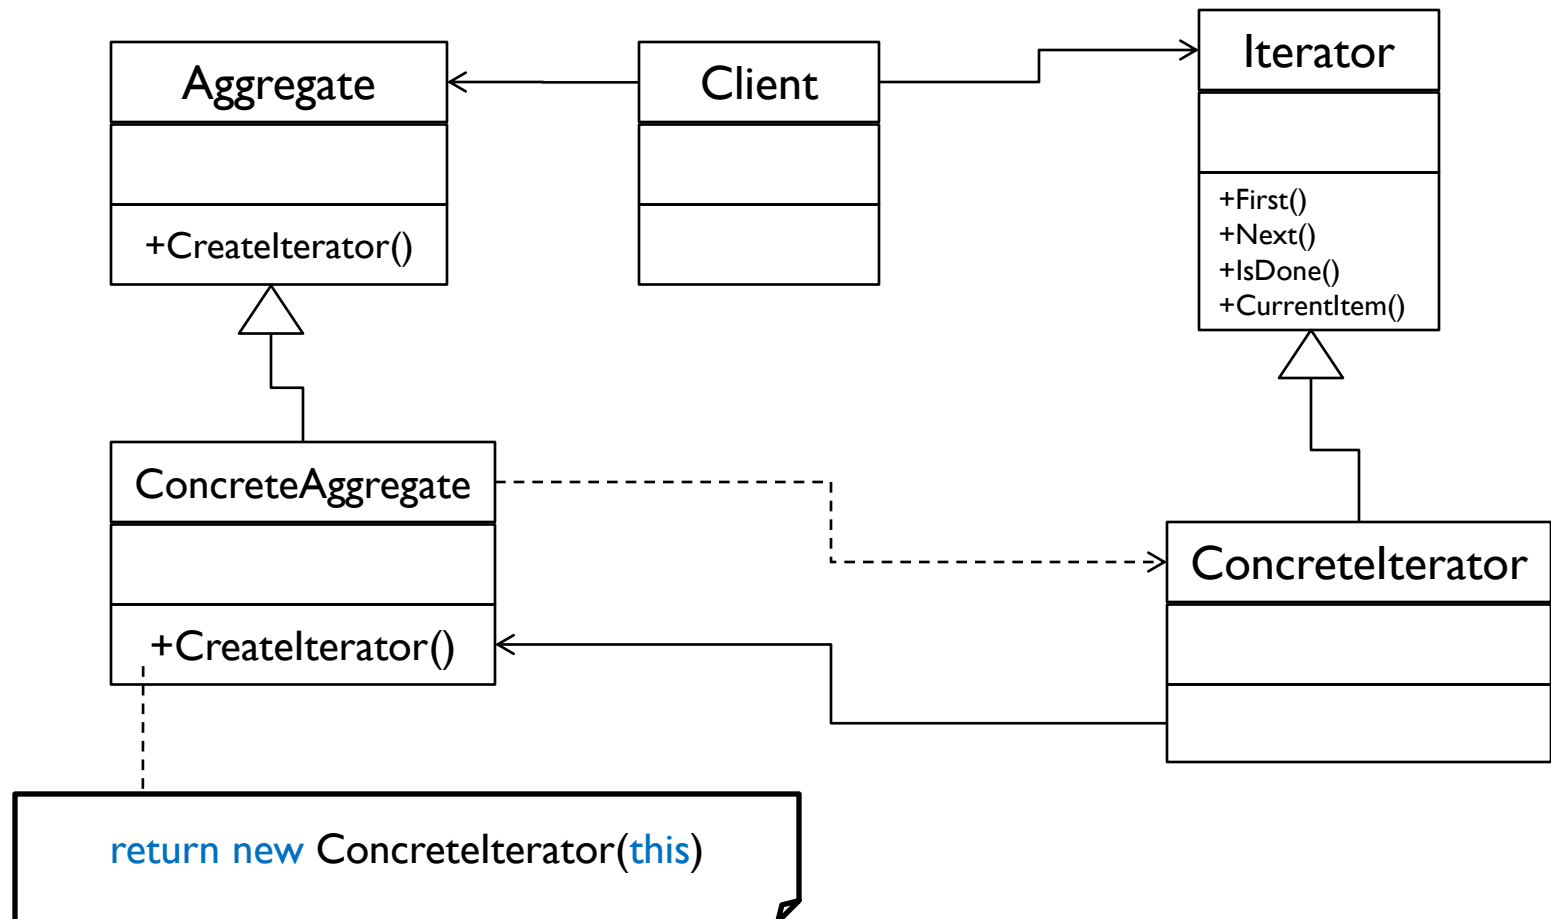 Aggregate
+CreateIterator()
Client
Iterator
+First()
+Next()
+IsDone()
+CurrentItem()
ConcreteAggregate
+CreateIterator()
ConcreteIterator
return new ConcreteIterator(this)